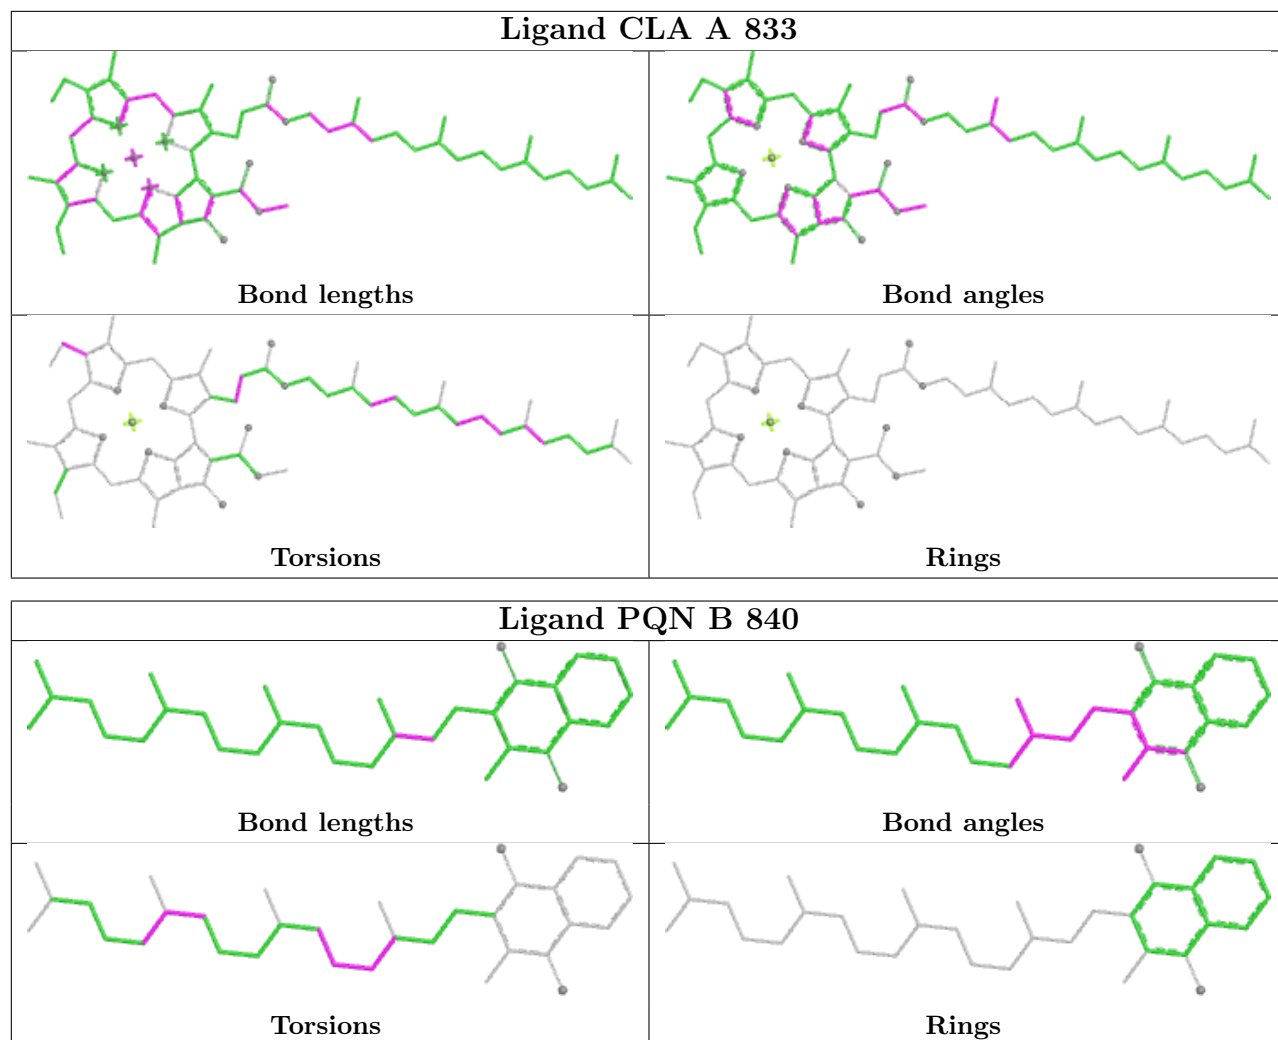 Ligand CLA A 833
Bond lengths
Bond angles
Torsions
Rings
Ligand PQN B 840
Bond lengths
Bond angles
Torsions
Rings